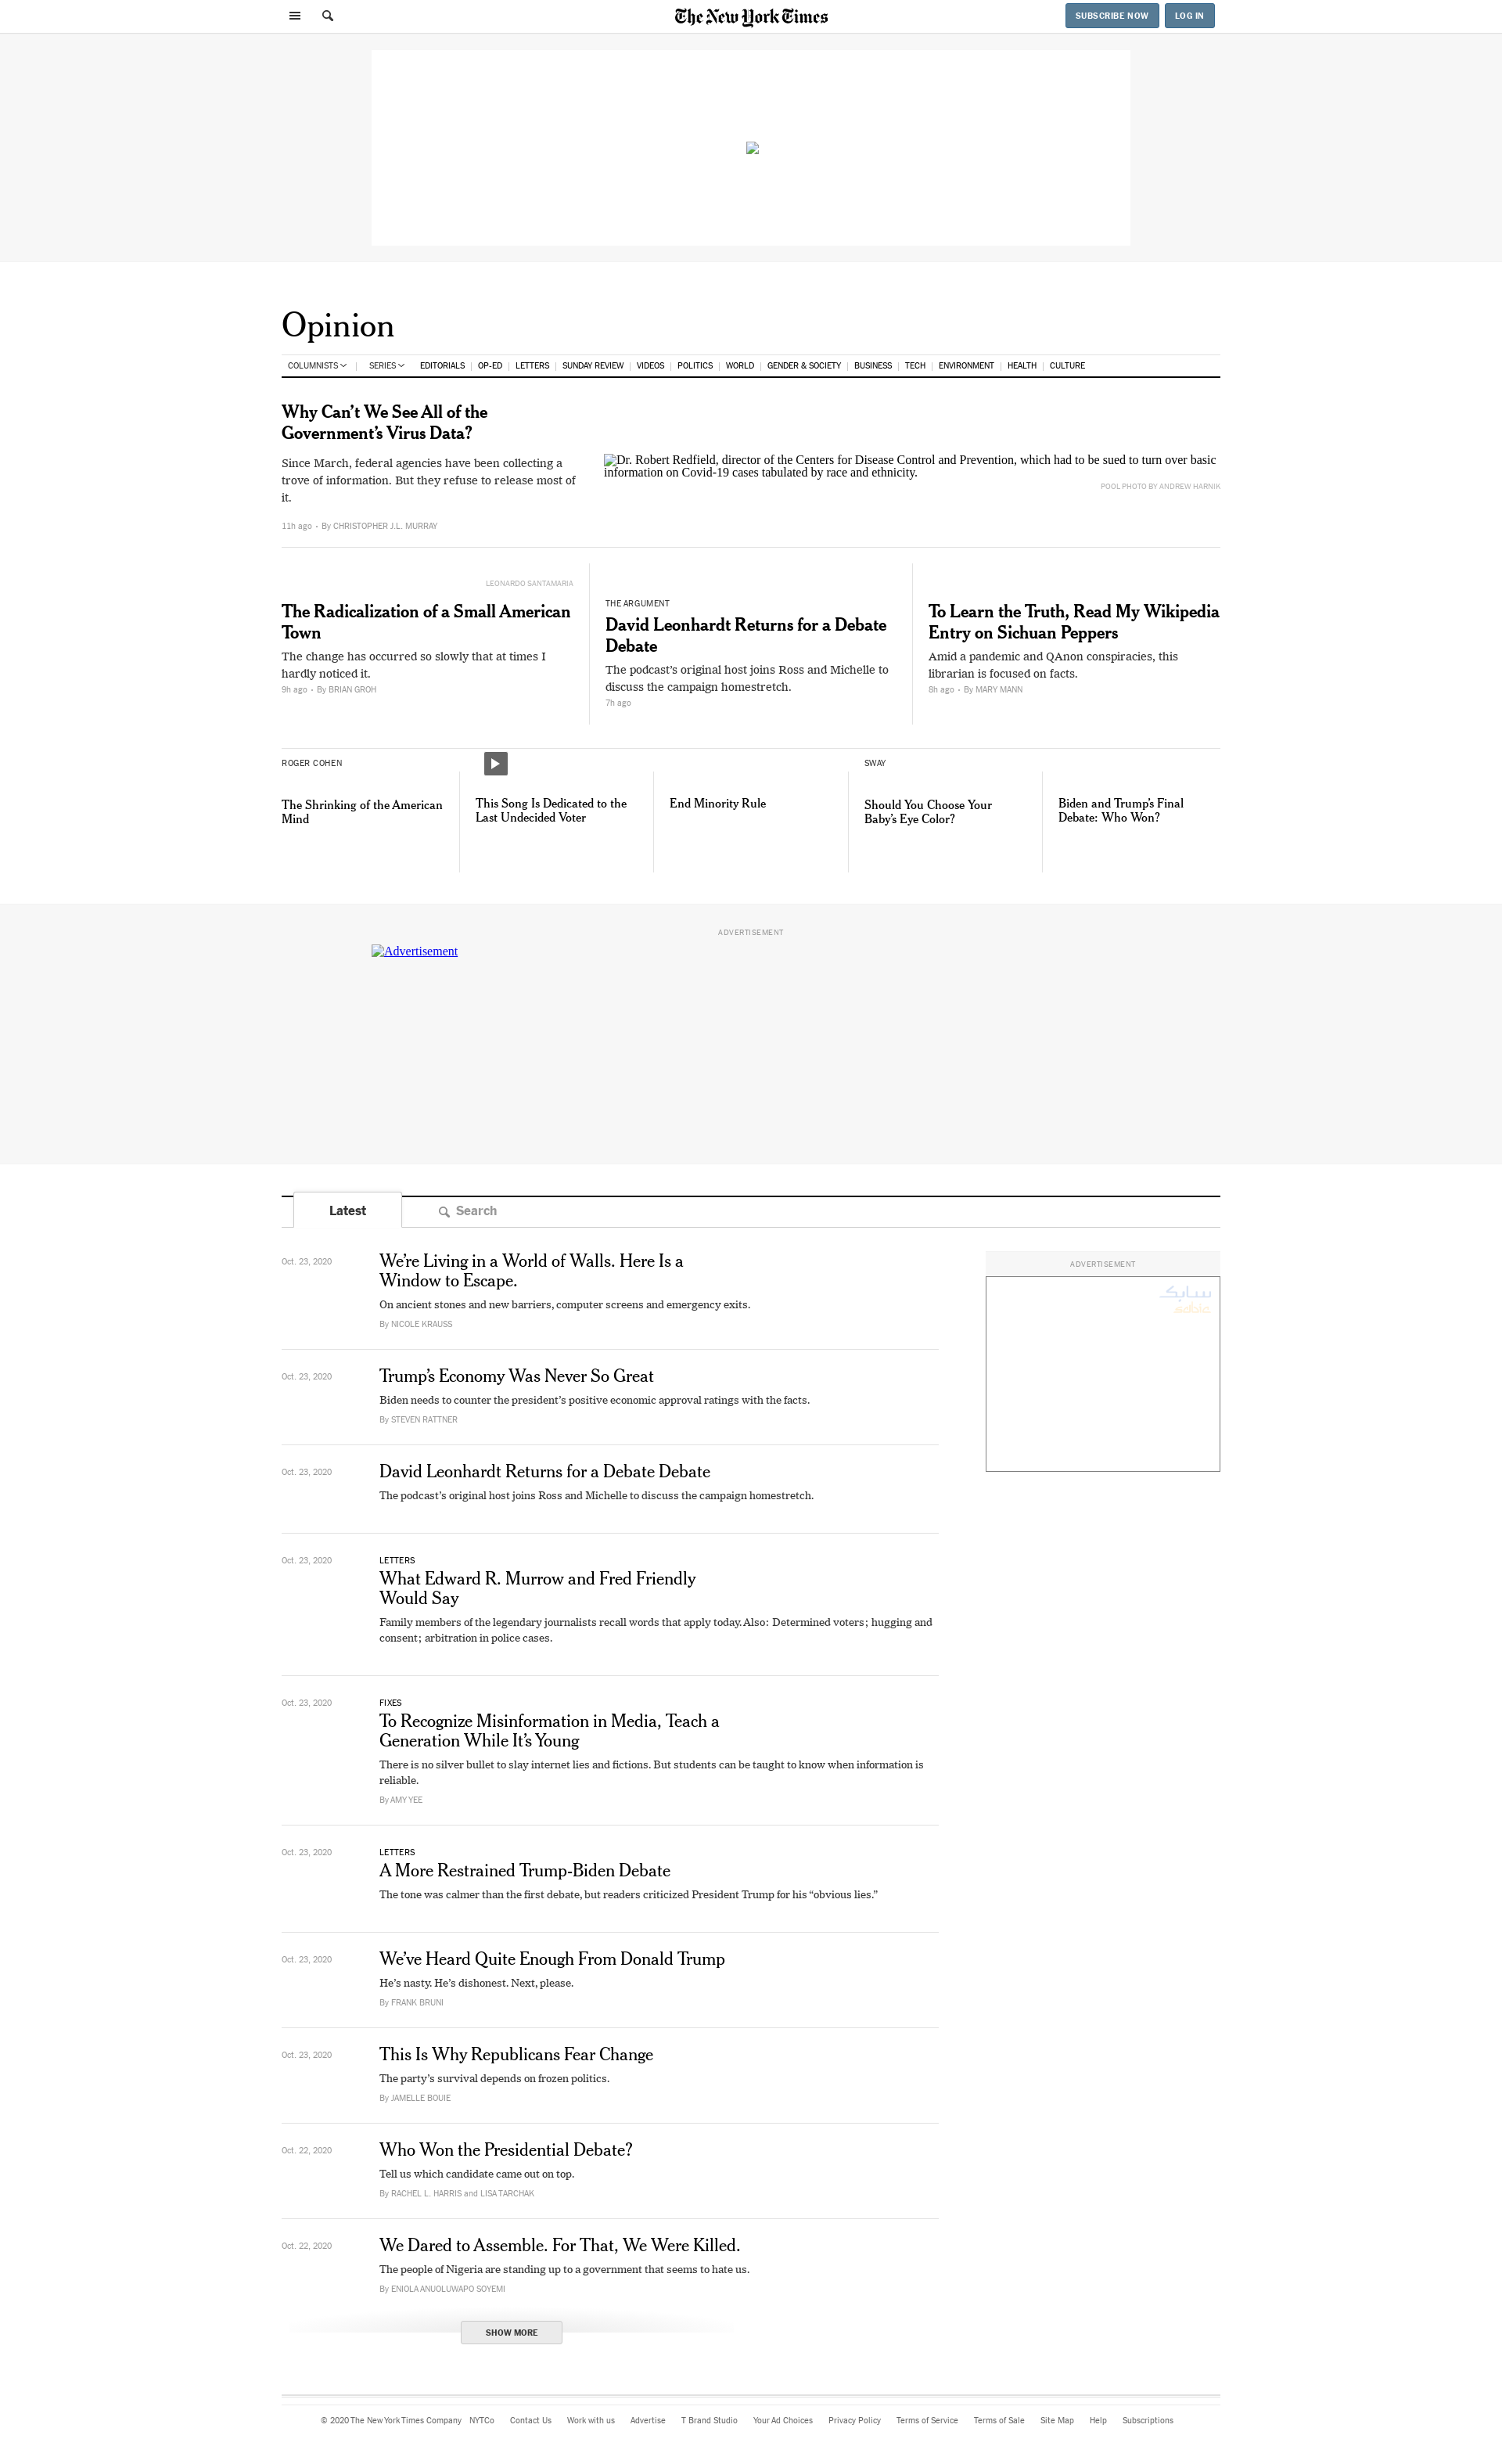 The New York Times
SUBSCRIBE NOW
LOG IN
Opinion
COLUMNISTS | SERIES EDITORIALS | OP-ED | LETTERS | SUNDAY REVIEW | VIDEOS | POLITICS | WORLD | GENDER & SOCIETY | BUSINESS | TECH | ENVIRONMENT | HEALTH | CULTURE
Why Can’t We See All of the
Government’s Virus Data?
Since March, federal agencies have been collecting a
trove of information. But they refuse to release most of
it.
11h ago • By CHRISTOPHER J.L. MURRAY
Dr. Robert Redfield, director of the Centers for Disease Control and Prevention, which had to be sued to turn over basic
information on Covid-19 cases tabulated by race and ethnicity.
POOL PHOTO BY ANDREW HARNIK
LEONARDO SANTAMARIA
The Radicalization of a Small American
Town
The change has occurred so slowly that at times I
hardly noticed it.
9h ago • By BRIAN GROH
THE ARGUMENT
David Leonhardt Returns for a Debate
Debate
The podcast’s original host joins Ross and Michelle to
discuss the campaign homestretch.
7h ago
To Learn the Truth, Read My Wikipedia
Entry on Sichuan Peppers
Amid a pandemic and QAnon conspiracies, this
librarian is focused on facts.
8h ago • By MARY MANN
ROGER COHEN
The Shrinking of the American
Mind
This Song Is Dedicated to the
Last Undecided Voter
End Minority Rule
SWAY
Should You Choose Your
Baby’s Eye Color?
Biden and Trump’s Final
Debate: Who Won?
ADVERTISEMENT
Advertisement
Latest
Search
Oct. 23, 2020
We’re Living in a World of Walls. Here Is a
Window to Escape.
On ancient stones and new barriers, computer screens and emergency exits.
By NICOLE KRAUSS
ADVERTISEMENT
سابك
sabic
Oct. 23, 2020
Trump’s Economy Was Never So Great
Biden needs to counter the president’s positive economic approval ratings with the facts.
By STEVEN RATTNER
Oct. 23, 2020
David Leonhardt Returns for a Debate Debate
The podcast’s original host joins Ross and Michelle to discuss the campaign homestretch.
Oct. 23, 2020
LETTERS
What Edward R. Murrow and Fred Friendly
Would Say
Family members of the legendary journalists recall words that apply today. Also: Determined voters; hugging and
consent; arbitration in police cases.
Oct. 23, 2020
FIXES
To Recognize Misinformation in Media, Teach a
Generation While It’s Young
There is no silver bullet to slay internet lies and fictions. But students can be taught to know when information is
reliable.
By AMY YEE
Oct. 23, 2020
LETTERS
A More Restrained Trump-Biden Debate
The tone was calmer than the first debate, but readers criticized President Trump for his “obvious lies.”
Oct. 23, 2020
We’ve Heard Quite Enough From Donald Trump
He’s nasty. He’s dishonest. Next, please.
By FRANK BRUNI
Oct. 23, 2020
This Is Why Republicans Fear Change
The party’s survival depends on frozen politics.
By JAMELLE BOUIE
Oct. 22, 2020
Who Won the Presidential Debate?
Tell us which candidate came out on top.
By RACHEL L. HARRIS and LISA TARCHAK
Oct. 22, 2020
We Dared to Assemble. For That, We Were Killed.
The people of Nigeria are standing up to a government that seems to hate us.
By ENIOLA ANUOLUWAPO SOYEMI
SHOW MORE
© 2020 The New York Times Company NYTCo Contact Us Work with us Advertise T Brand Studio Your Ad Choices Privacy Policy Terms of Service Terms of Sale Site Map Help Subscriptions